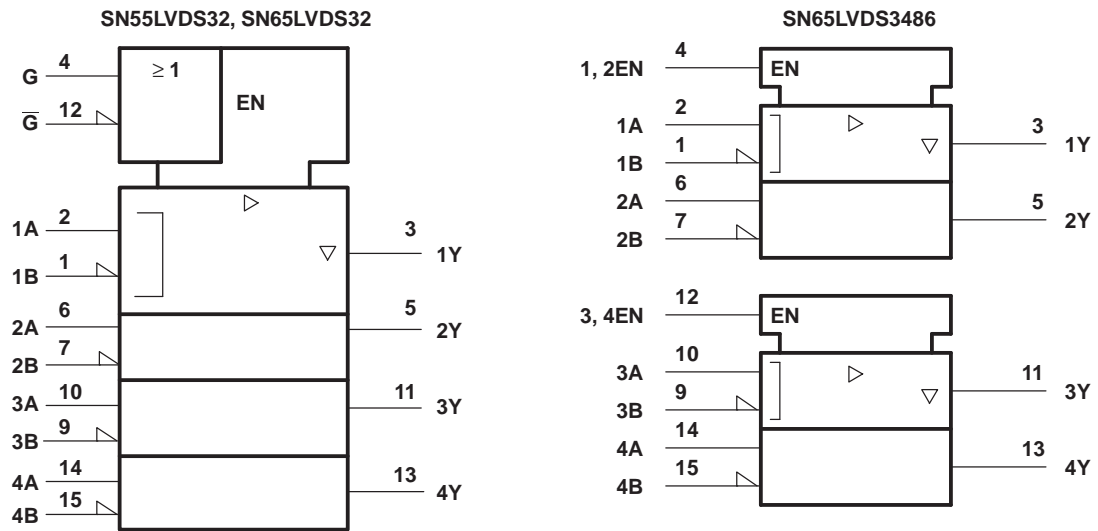 SN55LVDS32, SN65LVDS32
G 4 ≥ 1
EN
G̅ 12
1A 2
3 1Y
1B 1
2A 6
5 2Y
2B 7
3A 10
11 3Y
3B 9
4A 14
13 4Y
4B 15
SN65LVDS3486
1, 2EN 4 EN
1A 2
3 1Y
1B 1
2A 6
5 2Y
2B 7
3, 4EN 12 EN
3A 10
11 3Y
3B 9
4A 14
13 4Y
4B 15